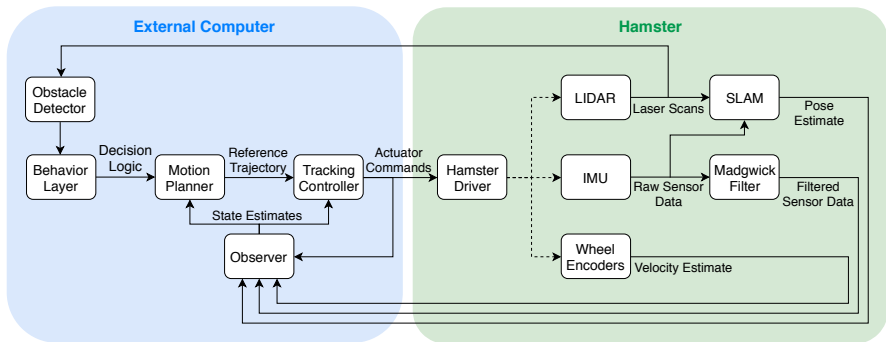 External Computer
Hamster
Obstacle
Detector
LIDAR
Laser Scans
SLAM
Pose
Estimate
Behavior
Layer
Decision
Logic
Motion
Planner
Reference
Trajectory
Tracking
Controller
Actuator
Commands
Hamster
Driver
IMU
Raw Sensor
Data
Madgwick
Filter
Filtered
Sensor Data
State Estimates
Observer
Wheel
Encoders
Velocity Estimate